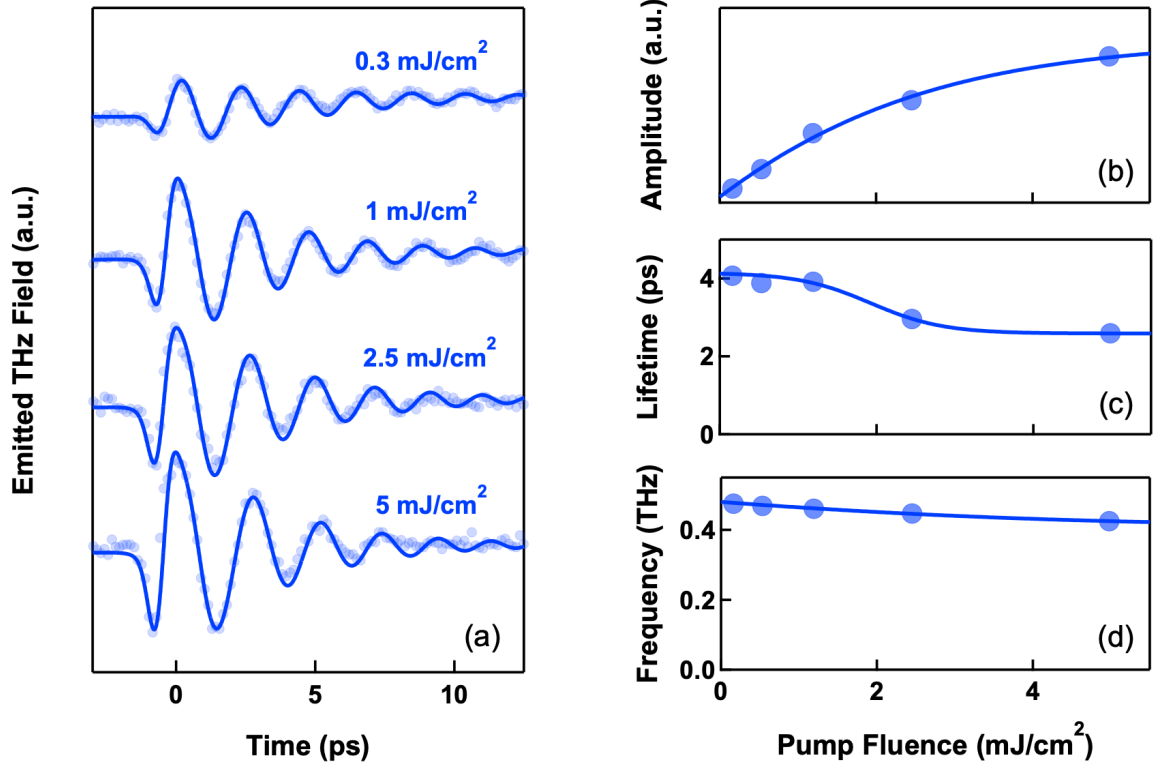 Emitted THz Field (a.u.)
0.3 mJ/cm²
1 mJ/cm²
2.5 mJ/cm²
5 mJ/cm²
(a)
0 5 10
Time (ps)
Amplitude (a.u.)
(b)
Lifetime (ps)
4
2
0
(c)
Frequency (THz)
0.4
0.2
0.0
(d)
0 2 4
Pump Fluence (mJ/cm²)